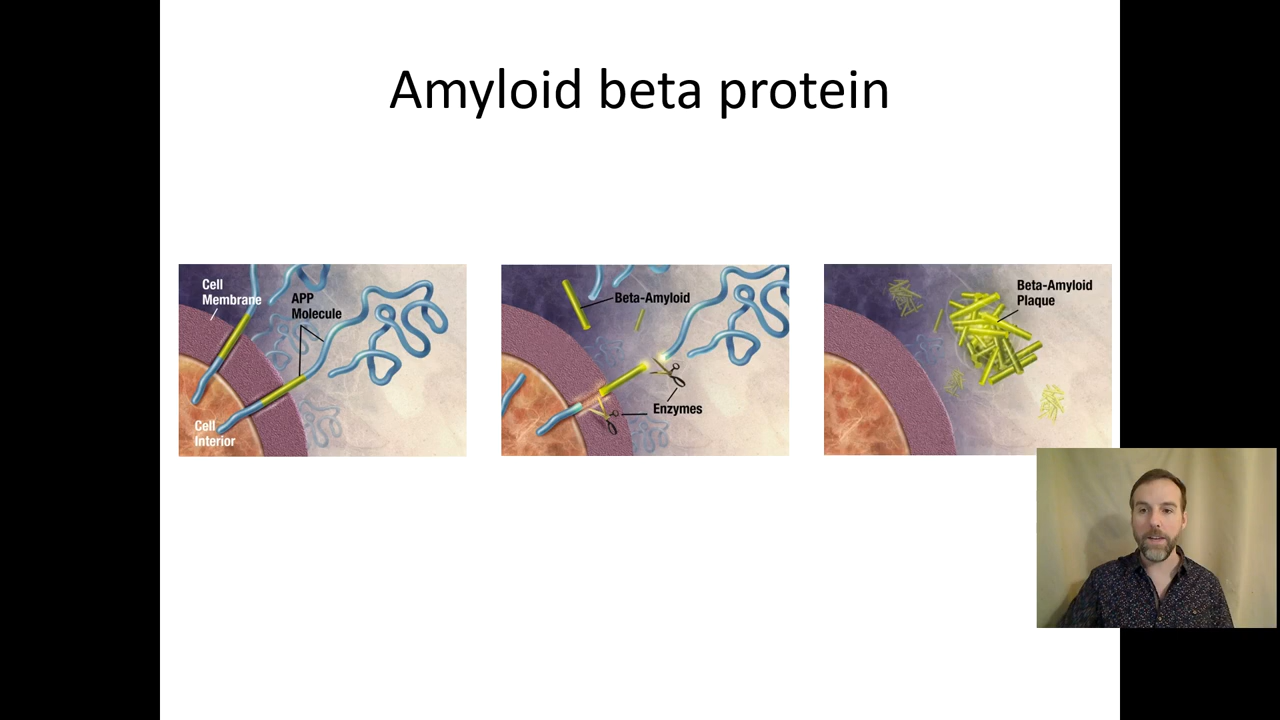 Amyloid beta protein
Cell
Membrane
APP
Molecule
Cell
Interior
Beta-Amyloid
Enzymes
Beta-Amyloid
Plaque